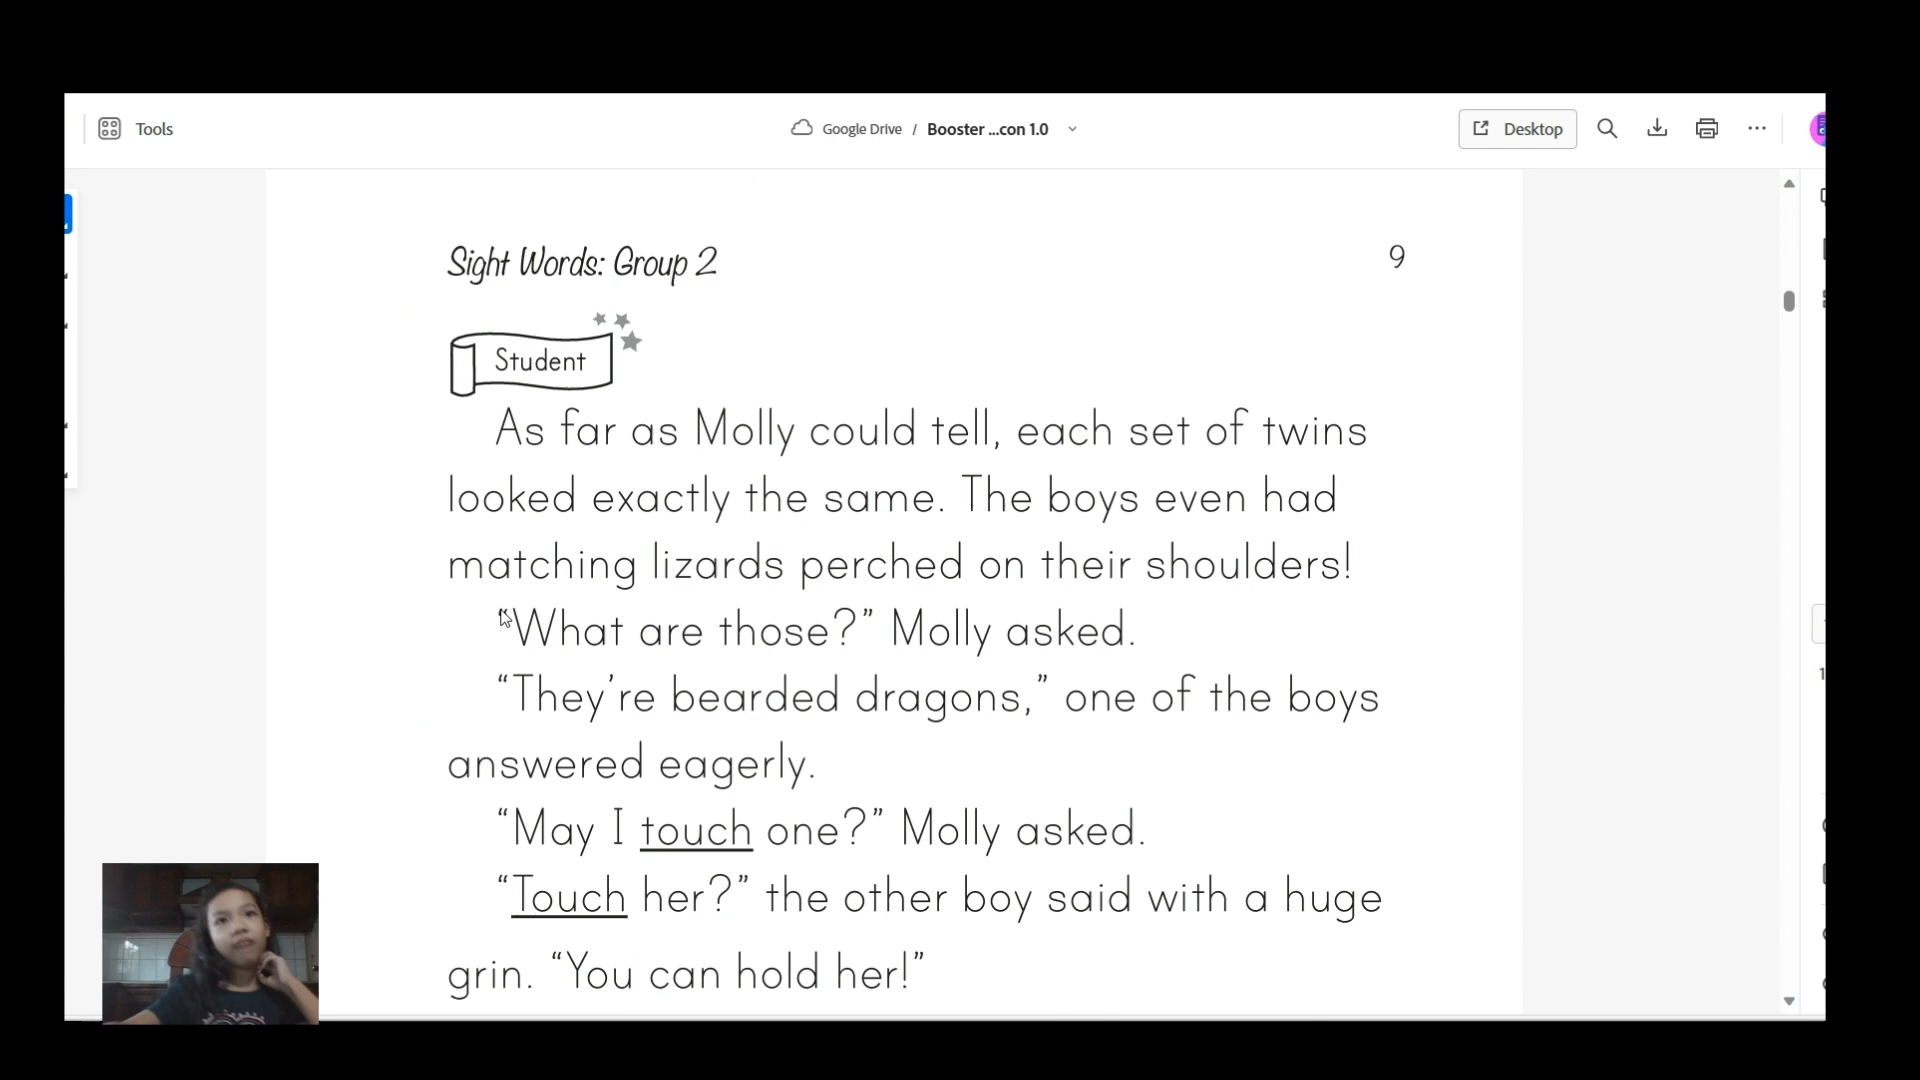 Tools
Google Drive / Booster ...con 1.0
Desktop
Sight Words: Group 2
9
Student
As far as Molly could tell, each set of twins
looked exactly the same. The boys even had
matching lizards perched on their shoulders!
“What are those?” Molly asked.
“They’re bearded dragons,” one of the boys
answered eagerly.
“May I touch one?” Molly asked.
“Touch her?” the other boy said with a huge
grin. “You can hold her!”